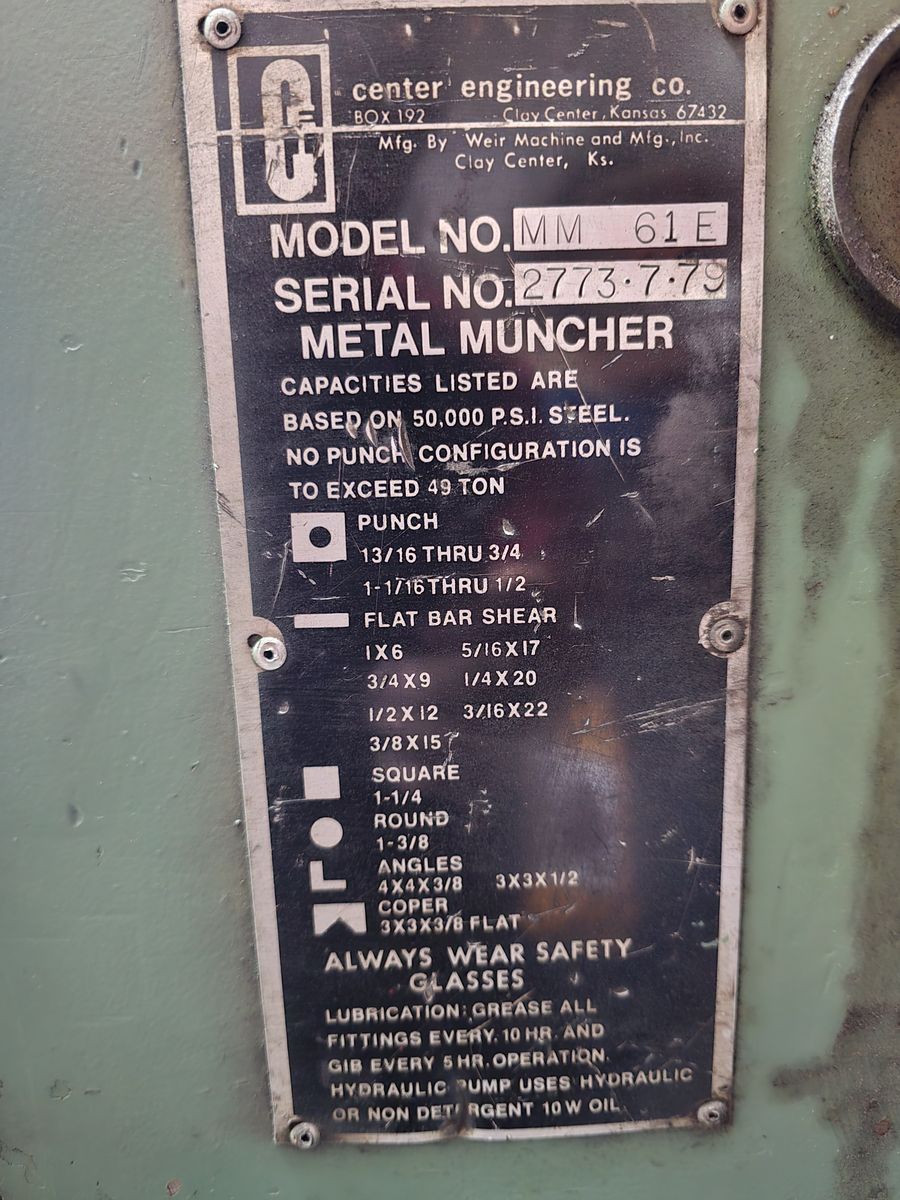 center engineering co.
BOX 192 Clay Center, Kansas 67432
Mfg. By Weir Machine and Mfg., Inc.
Clay Center, Ks.
MODEL NO. MM 61E
SERIAL NO. 2773·7·79
METAL MUNCHER
CAPACITIES LISTED ARE
BASED ON 50,000 P.S.I. STEEL.
NO PUNCH CONFIGURATION IS
TO EXCEED 49 TON
PUNCH
13/16 THRU 3/4
1-1/16 THRU 1/2
FLAT BAR SHEAR
1X6 5/16X17
3/4X9 1/4X20
1/2X12 3/16X22
3/8X15
SQUARE
1-1/4
ROUND
1-3/8
ANGLES
4X4X3/8 3X3X1/2
COPER
3X3X3/8 FLAT
ALWAYS WEAR SAFETY
GLASSES
LUBRICATION: GREASE ALL
FITTINGS EVERY 10 HR. AND
GIB EVERY 5 HR. OPERATION.
HYDRAULIC PUMP USES HYDRAULIC
OR NON DETERGENT 10 W OIL